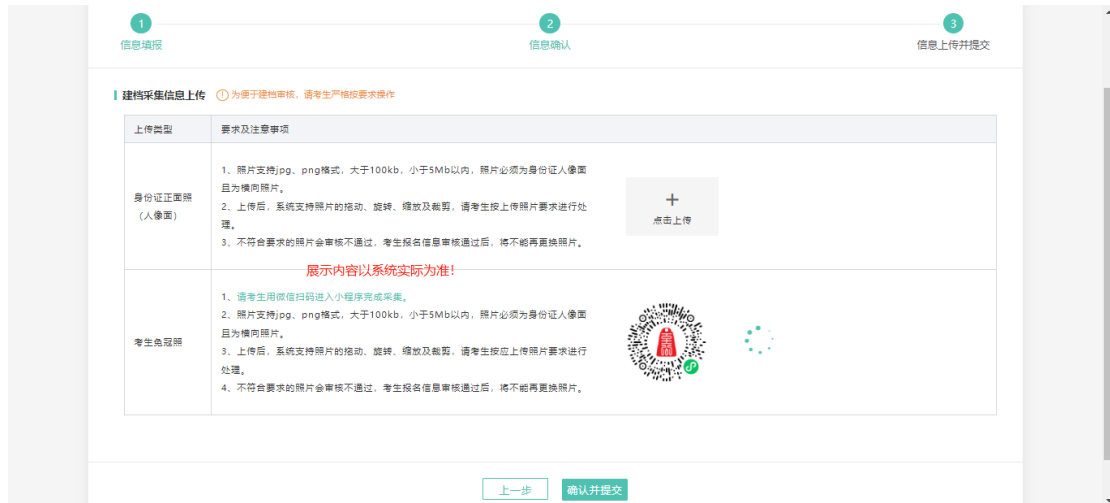 1
2
3
信息填报
信息确认
信息上传并提交
建档采集信息上传
为便于建档审核，请考生严格按要求操作
上传类型
要求及注意事项
身份证正面照
（人像面）
1、照片支持jpg、png格式，大于100kb，小于5Mb以内，照片必须为身份证人像面
且为横向照片。
2、上传后，系统支持照片的拖动、旋转、缩放及裁剪，请考生按上传照片要求进行处
理。
3、不符合要求的照片会审核不通过，考生报名信息审核通过后，将不能再更换照片。
点击上传
展示内容以系统实际为准！
考生免冠照
1、请考生用微信扫码进入小程序完成采集。
2、照片支持jpg、png格式，大于100kb，小于5Mb以内，照片必须为身份证人像面
且为横向照片。
3、上传后，系统支持照片的拖动、旋转、缩放及裁剪，请考生按应上传照片要求进行
处理。
4、不符合要求的照片会审核不通过，考生报名信息审核通过后，将不能再更换照片。
上一步
确认并提交